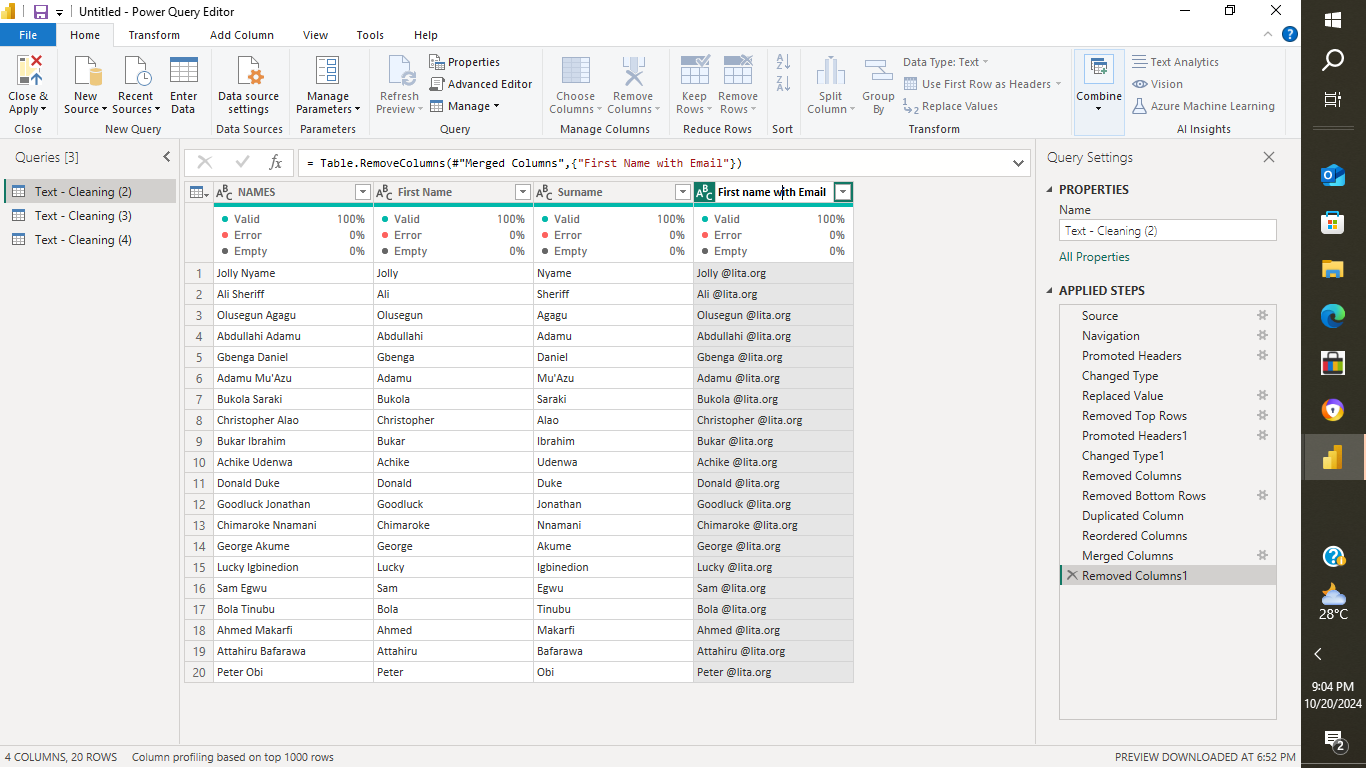 Untitled - Power Query Editor
File Home Transform Add Column View Tools Help
Close & Apply
New Source
Recent Sources
Enter Data
Data source settings
Manage Parameters
Refresh Preview
Properties
Advanced Editor
Manage
Choose Columns
Remove Columns
Keep Rows
Remove Rows
Split Column
Group By
Data Type: Text
Use First Row as Headers
Replace Values
Combine
Text Analytics
Vision
Azure Machine Learning
Close New Query Data Sources Parameters Query Manage Columns Reduce Rows Sort Transform AI Insights
Queries [3]
Text - Cleaning (2)
Text - Cleaning (3)
Text - Cleaning (4)
fx = Table.RemoveColumns(#"Merged Columns",{"First Name with Email"})
NAMES First Name Surname First name with Email
Valid 100% Valid 100% Valid 100% Valid 100%
Error 0% Error 0% Error 0% Error 0%
Empty 0% Empty 0% Empty 0% Empty 0%
1 Jolly Nyame Jolly Nyame Jolly @lita.org
2 Ali Sheriff Ali Sheriff Ali @lita.org
3 Olusegun Agagu Olusegun Agagu Olusegun @lita.org
4 Abdullahi Adamu Abdullahi Adamu Abdullahi @lita.org
5 Gbenga Daniel Gbenga Daniel Gbenga @lita.org
6 Adamu Mu'Azu Adamu Mu'Azu Adamu @lita.org
7 Bukola Saraki Bukola Saraki Bukola @lita.org
8 Christopher Alao Christopher Alao Christopher @lita.org
9 Bukar Ibrahim Bukar Ibrahim Bukar @lita.org
10 Achike Udenwa Achike Udenwa Achike @lita.org
11 Donald Duke Donald Duke Donald @lita.org
12 Goodluck Jonathan Goodluck Jonathan Goodluck @lita.org
13 Chimaroke Nnamani Chimaroke Nnamani Chimaroke @lita.org
14 George Akume George Akume George @lita.org
15 Lucky Igbinedion Lucky Igbinedion Lucky @lita.org
16 Sam Egwu Sam Egwu Sam @lita.org
17 Bola Tinubu Bola Tinubu Bola @lita.org
18 Ahmed Makarfi Ahmed Makarfi Ahmed @lita.org
19 Attahiru Bafarawa Attahiru Bafarawa Attahiru @lita.org
20 Peter Obi Peter Obi Peter @lita.org
Query Settings
PROPERTIES
Name
Text - Cleaning (2)
All Properties
APPLIED STEPS
Source
Navigation
Promoted Headers
Changed Type
Replaced Value
Removed Top Rows
Promoted Headers1
Changed Type1
Removed Columns
Removed Bottom Rows
Duplicated Column
Reordered Columns
Merged Columns
Removed Columns1
4 COLUMNS, 20 ROWS Column profiling based on top 1000 rows PREVIEW DOWNLOADED AT 6:52 PM
28°C
9:04 PM
10/20/2024
2